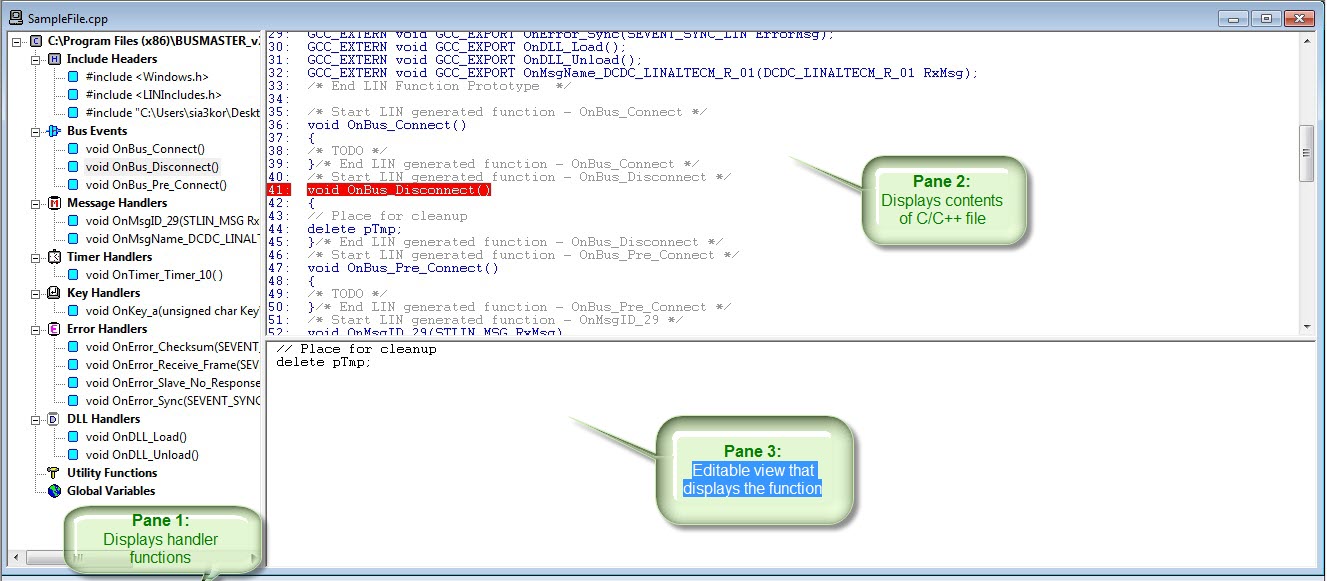 SampleFile.cpp
C:\Program Files (x86)\BUSMASTER_v
Include Headers
#include <Windows.h>
#include <LINIncludes.h>
#include "C:\Users\sia3kor\Deskt
Bus Events
void OnBus_Connect()
void OnBus_Disconnect()
void OnBus_Pre_Connect()
Message Handlers
void OnMsgID_29(STLIN_MSG Rx
void OnMsgName_DCDC_LINAL
Timer Handlers
void OnTimer_Timer_10( )
Key Handlers
void OnKey_a(unsigned char Key
Error Handlers
void OnError_Checksum(SEVENT_
void OnError_Receive_Frame(SEV
void OnError_Slave_No_Response
void OnError_Sync(SEVENT_SYNC
DLL Handlers
void OnDLL_Load()
void OnDLL_Unload()
Utility Functions
Global Variables
Pane 1:
Displays handler
functions
29: GCC_EXTERN void GCC_EXPORT OnError_Sync(SEVENT_SYNC_LIN ErrorMsg);
30: GCC_EXTERN void GCC_EXPORT OnDLL_Load();
31: GCC_EXTERN void GCC_EXPORT OnDLL_Unload();
32: GCC_EXTERN void GCC_EXPORT OnMsgName_DCDC_LINALTECM_R_01(DCDC_LINALTECM_R_01 RxMsg);
33: /* End LIN Function Prototype */
34:
35: /* Start LIN generated function - OnBus_Connect */
36: void OnBus_Connect()
37: {
38: /* TODO */
39: }/* End LIN generated function - OnBus_Connect */
40: /* Start LIN generated function - OnBus_Disconnect */
41: void OnBus_Disconnect()
42: {
43: // Place for cleanup
44: delete pTmp;
45: }/* End LIN generated function - OnBus_Disconnect */
46: /* Start LIN generated function - OnBus_Pre_Connect */
47: void OnBus_Pre_Connect()
48: {
49: /* TODO */
50: }/* End LIN generated function - OnBus_Pre_Connect */
51: /* Start LIN generated function - OnMsgID_29 */
52: void OnMsgID_29(STLIN_MSG RxMsg)
Pane 2:
Displays contents
of C/C++ file
// Place for cleanup
delete pTmp;
Pane 3:
Editable view that
displays the function